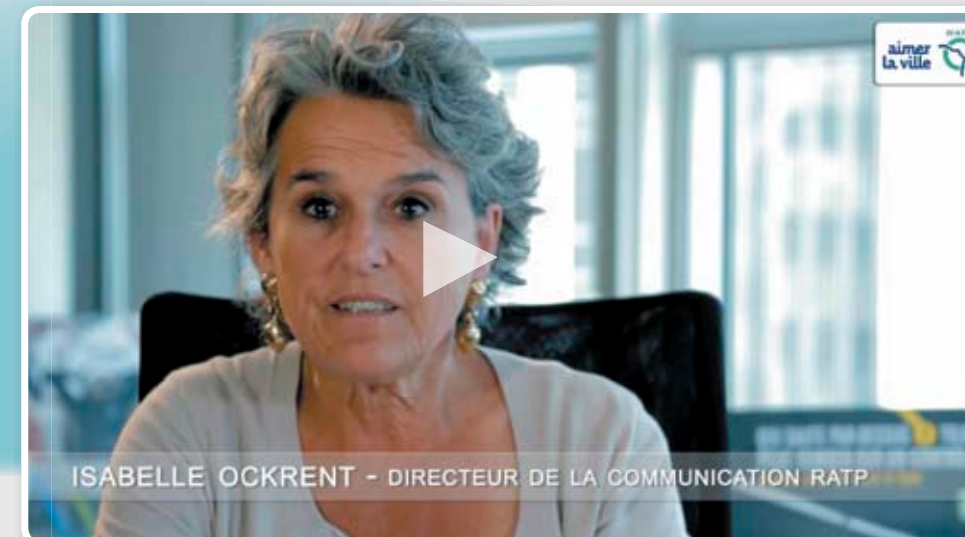 aimer
la ville
ISABELLE OCKRENT - DIRECTEUR DE LA COMMUNICATION RATP